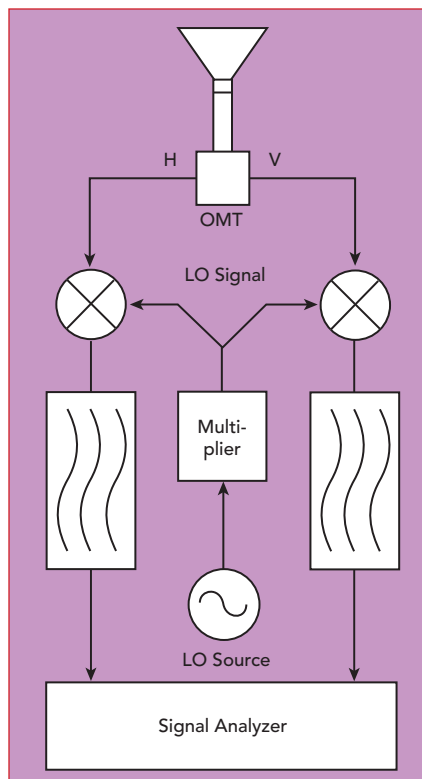 H
V
OMT
LO Signal
Multi-
plier
LO Source
Signal Analyzer